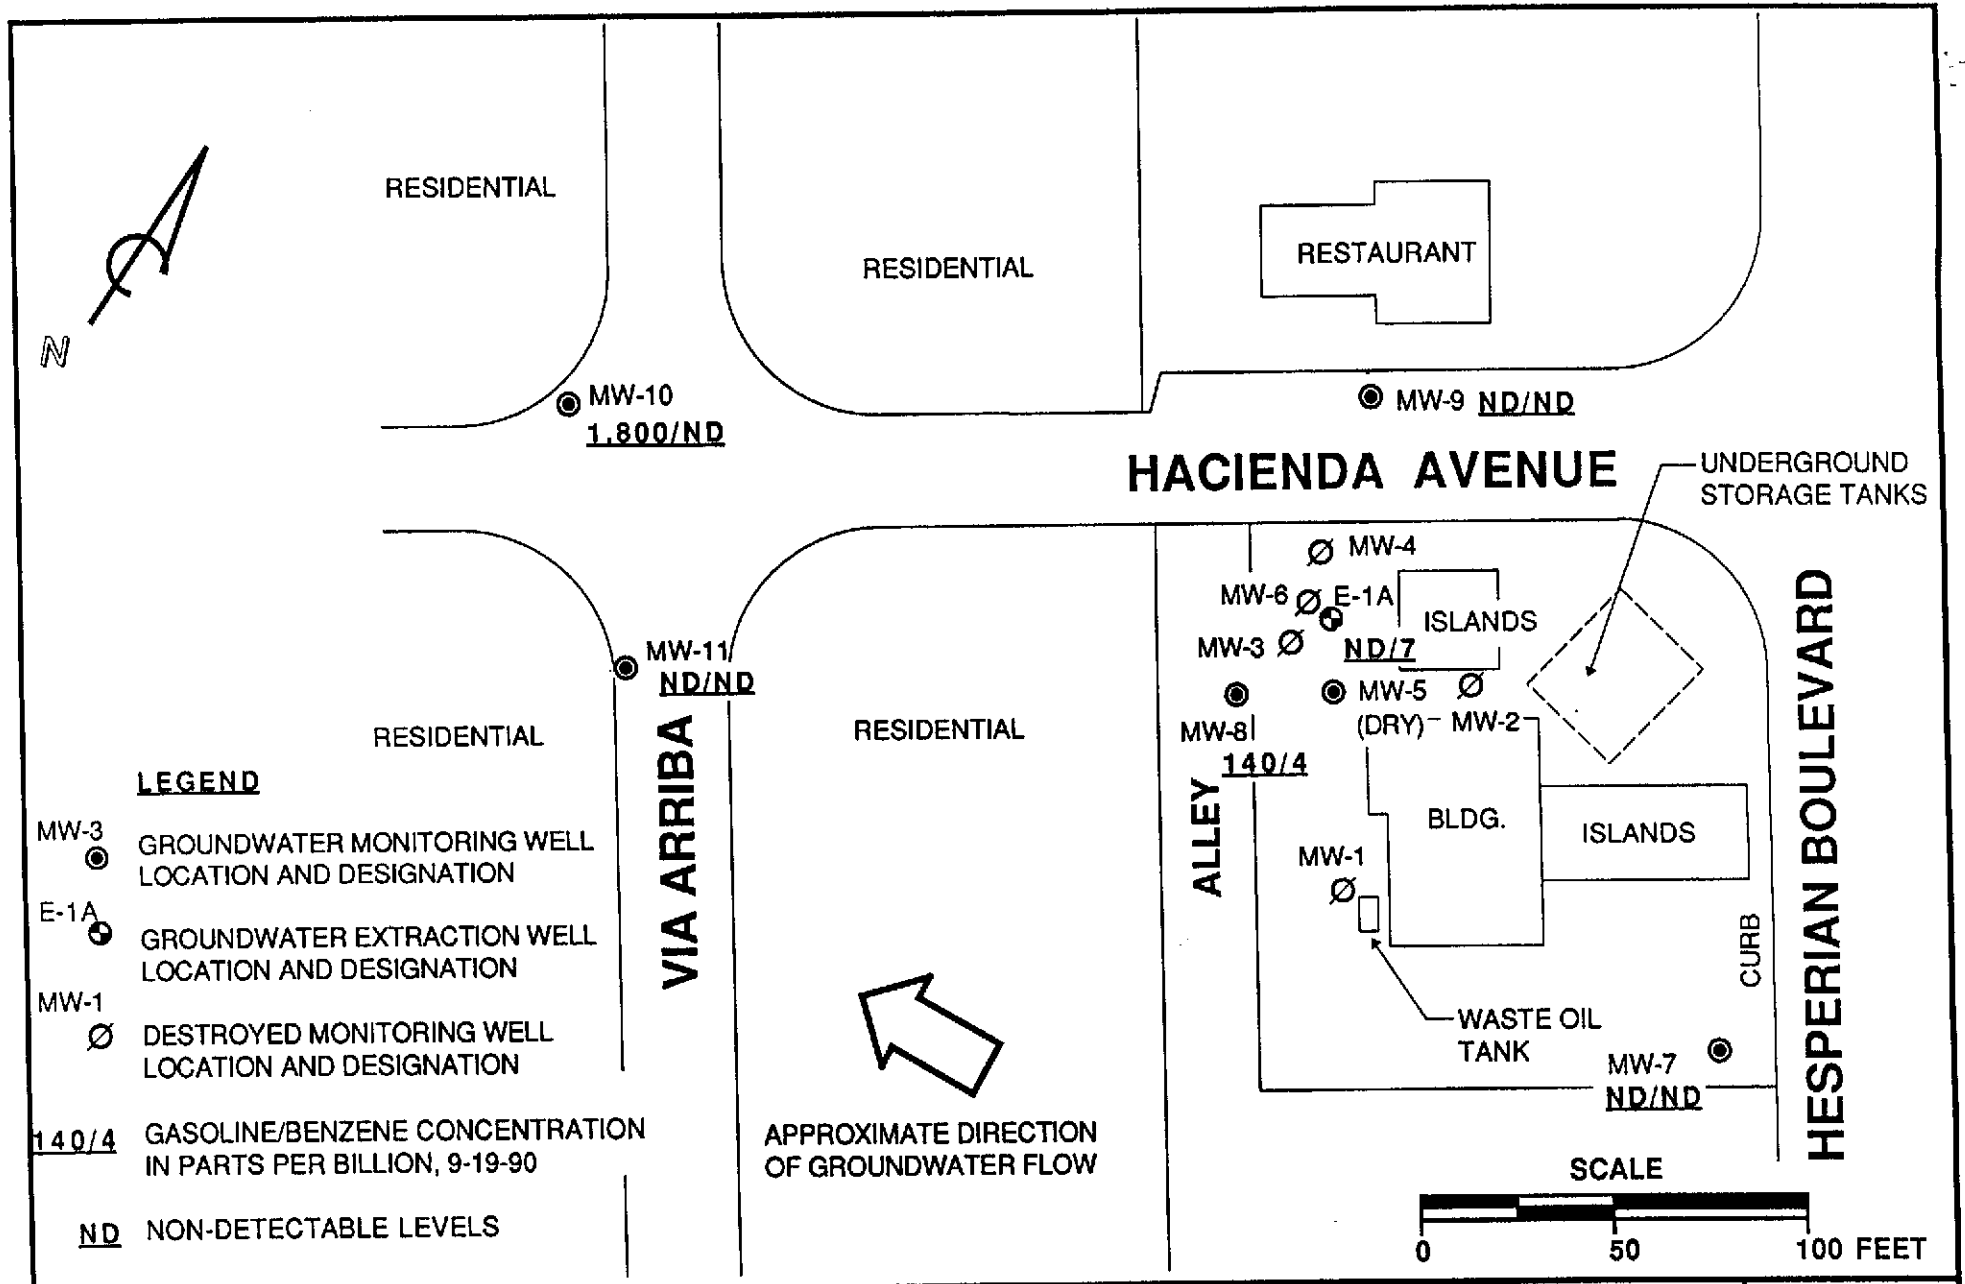 RESIDENTIAL
RESIDENTIAL
RESTAURANT
N
MW-10
1,800/ND
MW-9 ND/ND
HACIENDA AVENUE
UNDERGROUND
STORAGE TANKS
MW-4
MW-6
E-1A
ISLANDS
MW-3
ND/7
MW-11
ND/ND
MW-5
(DRY)
MW-2
MW-8
140/4
RESIDENTIAL
RESIDENTIAL
VIA ARRIBA
ALLEY
BLDG.
ISLANDS
MW-1
CURB
HESPERIAN BOULEVARD
WASTE OIL
TANK
MW-7
ND/ND
APPROXIMATE DIRECTION
OF GROUNDWATER FLOW
LEGEND
MW-3
GROUNDWATER MONITORING WELL
LOCATION AND DESIGNATION
E-1A
GROUNDWATER EXTRACTION WELL
LOCATION AND DESIGNATION
MW-1
DESTROYED MONITORING WELL
LOCATION AND DESIGNATION
140/4 GASOLINE/BENZENE CONCENTRATION
IN PARTS PER BILLION, 9-19-90
ND NON-DETECTABLE LEVELS
SCALE
0 50 100 FEET